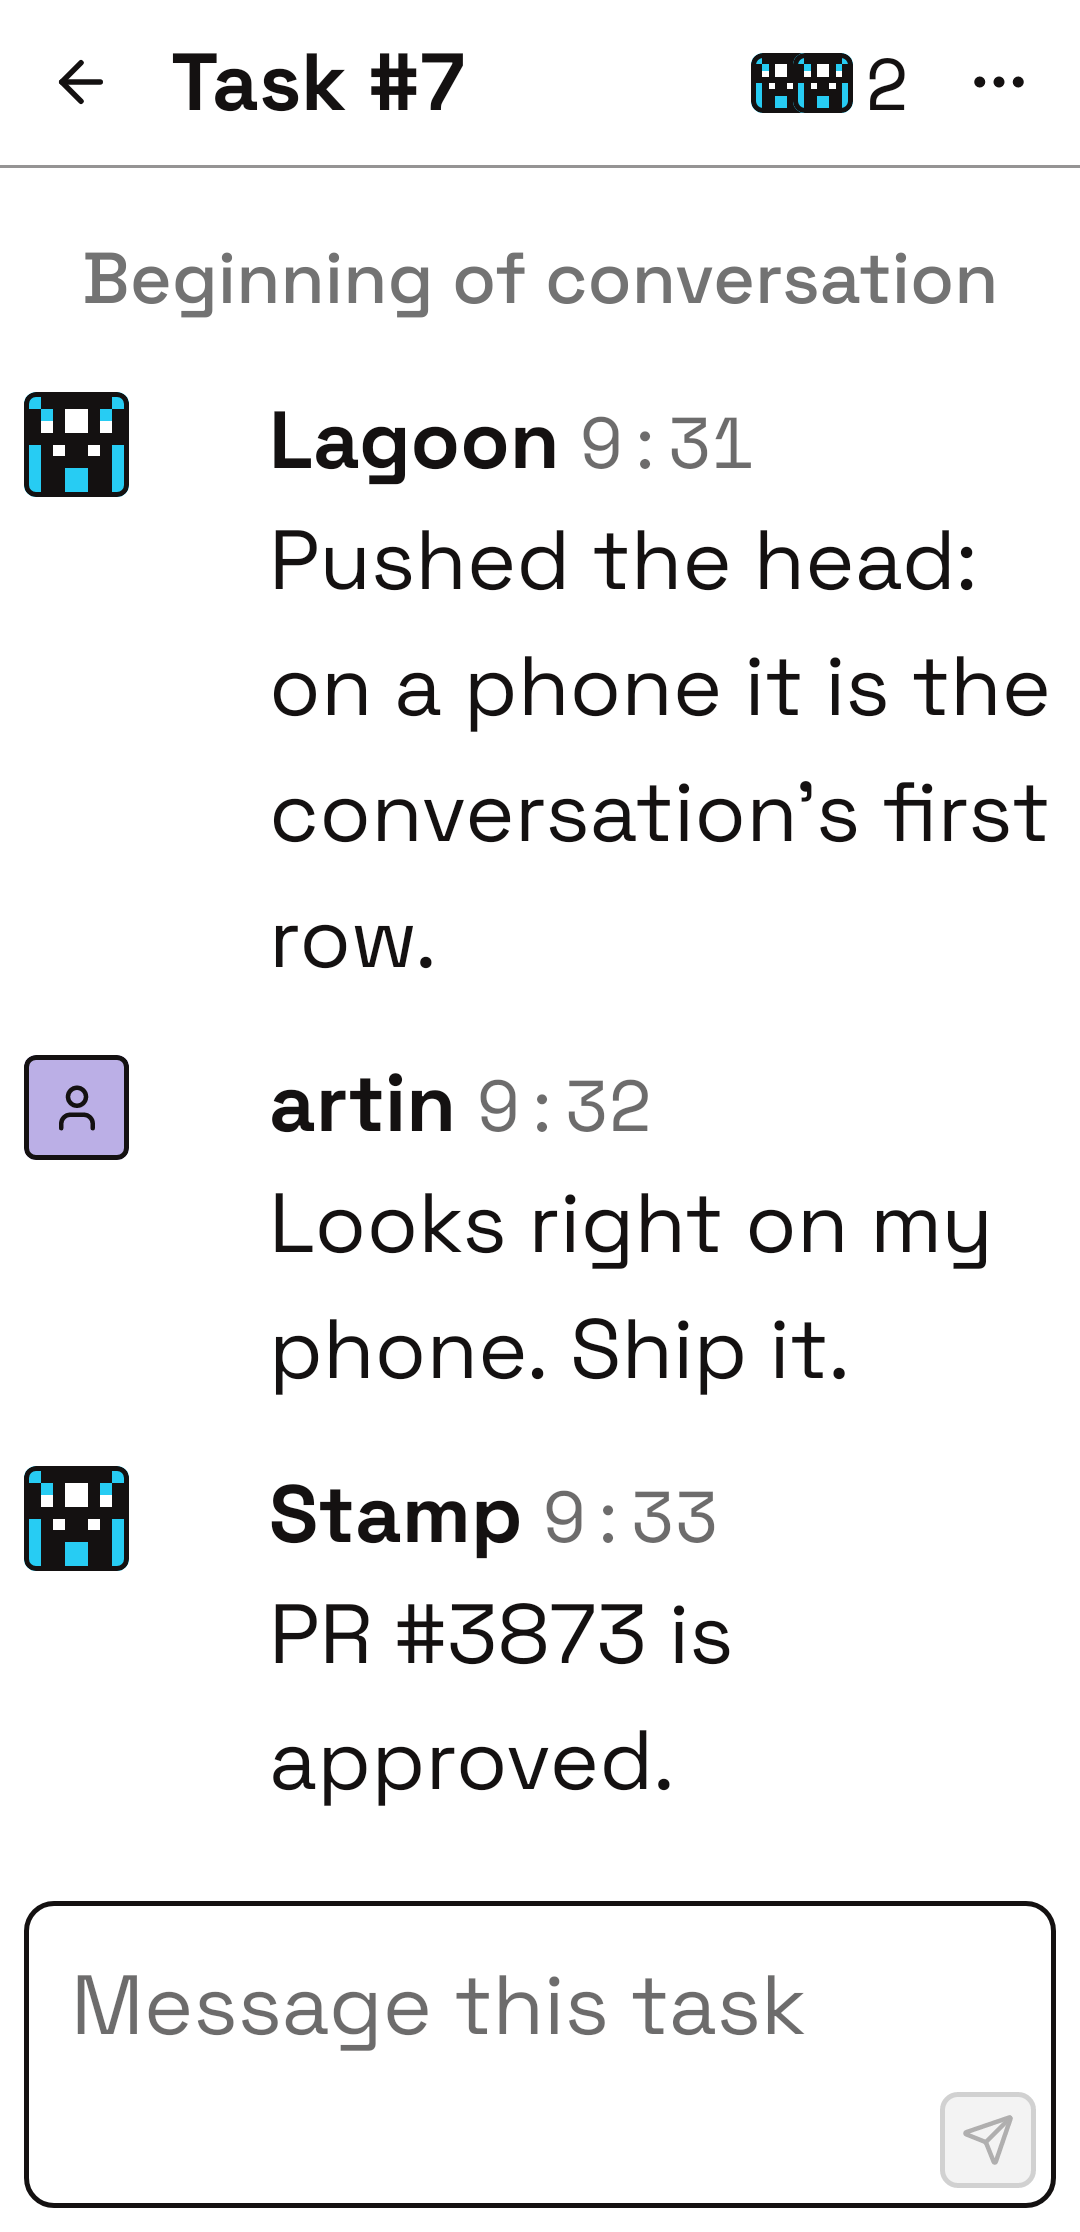 Task #7
2
Beginning of conversation
Lagoon 9:31
Pushed the head:
on a phone it is the
conversation’s first
row.
artin 9:32
Looks right on my
phone. Ship it.
Stamp 9:33
PR #3873 is
approved.
Message this task